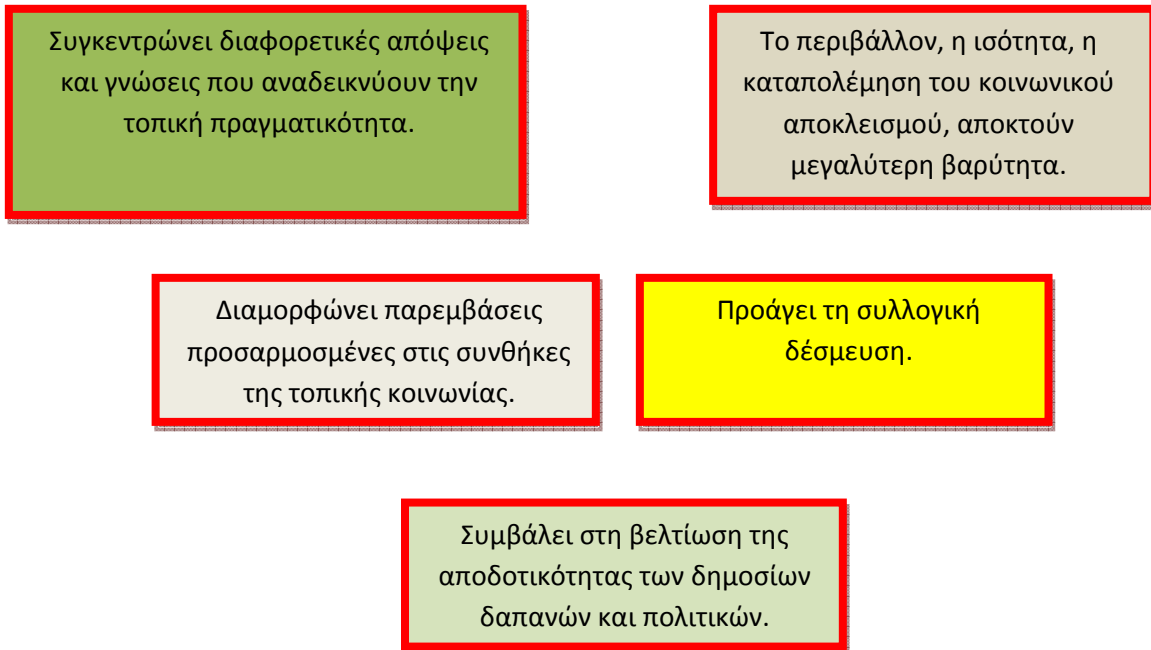 Συγκεντρώνει διαφορετικές απόψεις
και γνώσεις που αναδεικνύουν την
τοπική πραγματικότητα.
Το περιβάλλον, η ισότητα, η
καταπολέμηση του κοινωνικού
αποκλεισμού, αποκτούν
μεγαλύτερη βαρύτητα.
Διαμορφώνει παρεμβάσεις
προσαρμοσμένες στις συνθήκες
της τοπικής κοινωνίας.
Προάγει τη συλλογική
δέσμευση.
Συμβάλει στη βελτίωση της
αποδοτικότητας των δημοσίων
δαπανών και πολιτικών.